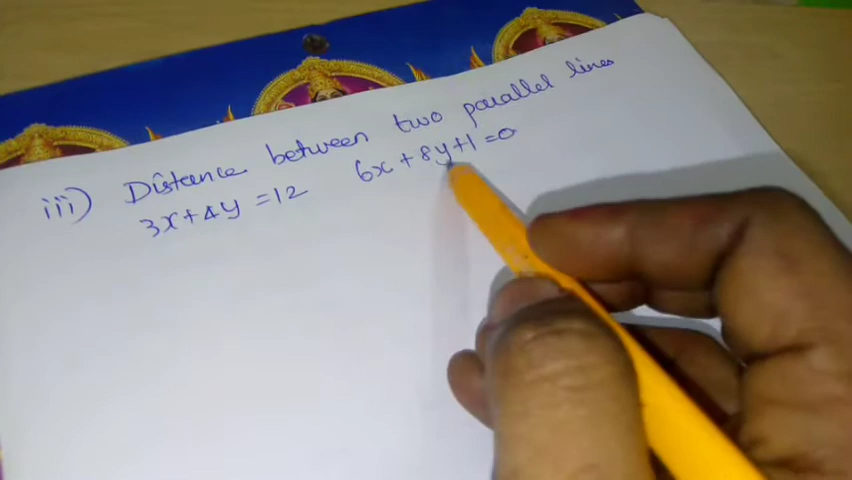 iii) Distance between two parallel lines
3x+4y=12 6x+8y+1=0